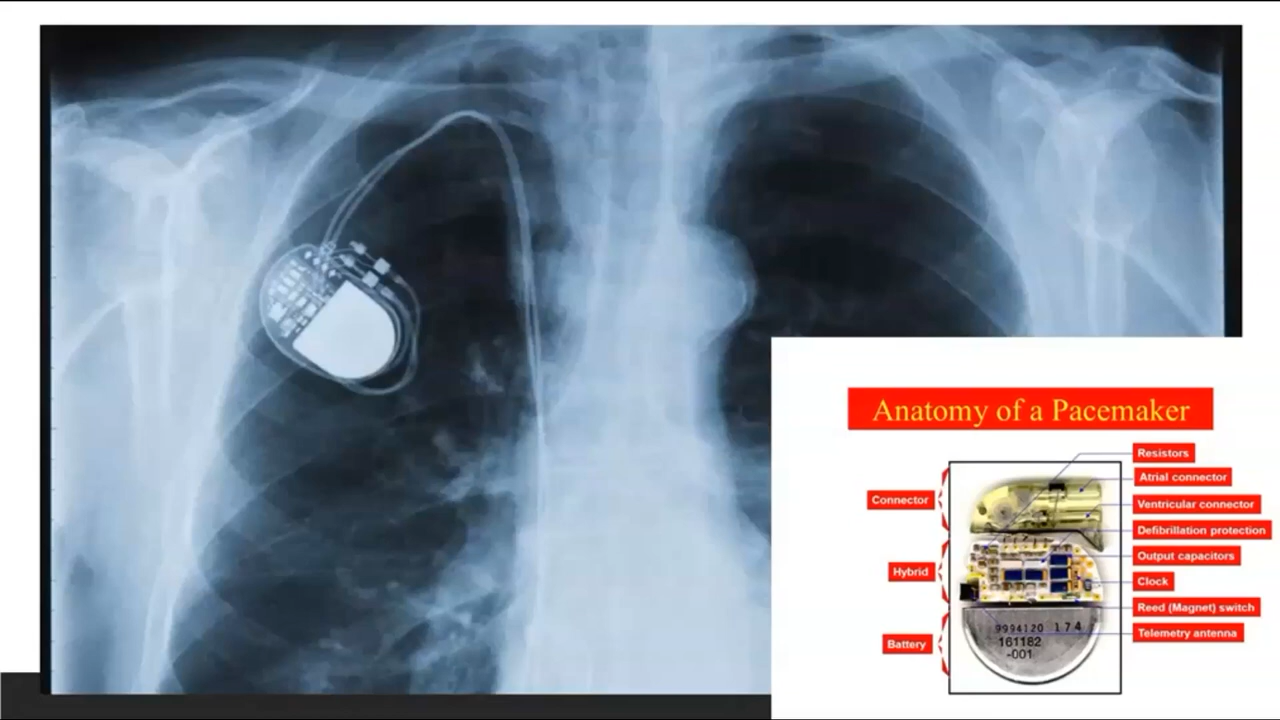 Anatomy of a Pacemaker
Resistors
Atrial connector
Connector
Ventricular connector
Defibrillation protection
Output capacitors
Hybrid
Clock
Reed (Magnet) switch
Telemetry antenna
Battery
9994120 174
161182
-001